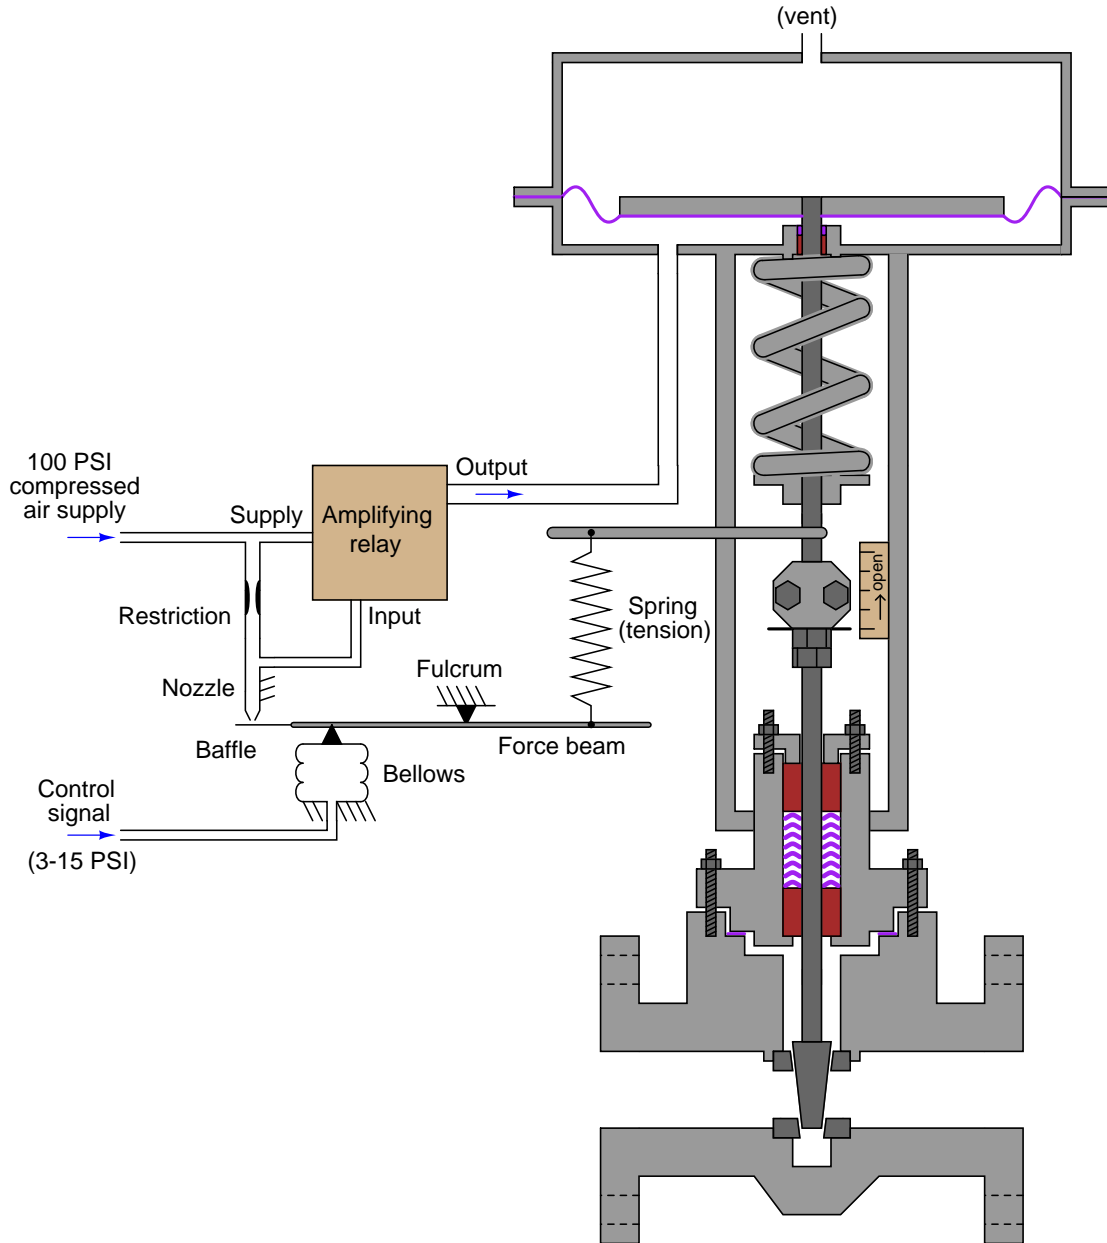 (vent)
100 PSI
compressed
air supply
Supply
Amplifying
relay
Output
Restriction
Input
Spring
(tension)
open
Nozzle
Fulcrum
Baffle
Force beam
Bellows
Control
signal
(3-15 PSI)